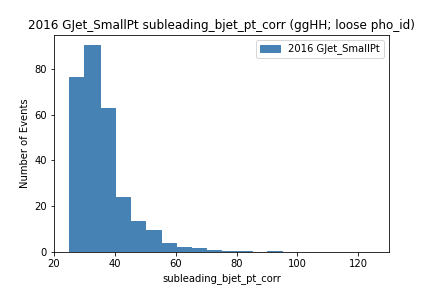 2016 GJet_SmallPt subleading_bjet_pt_corr (ggHH; loose pho_id)
2016 GJet_SmallPt
Number of Events
80
60
40
20
0
20 40 60 80 100 120
subleading_bjet_pt_corr